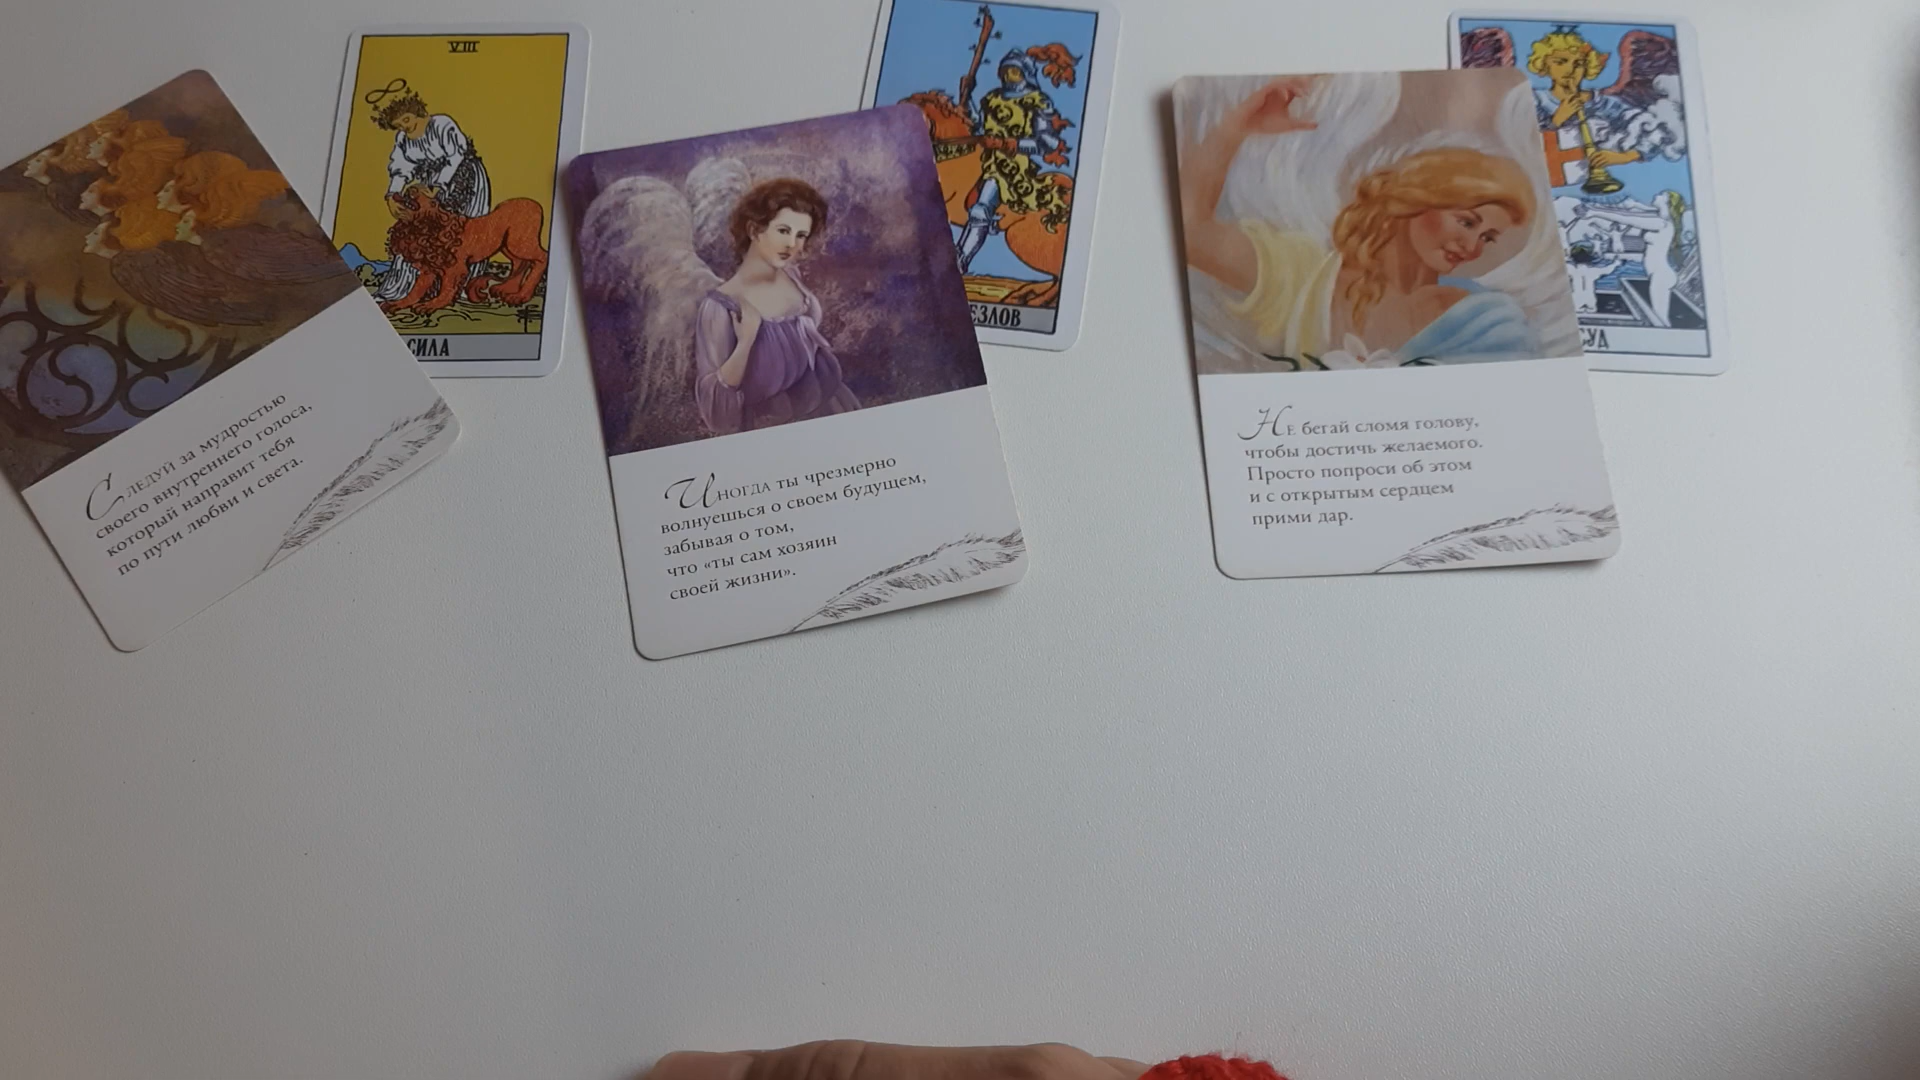 VIII
СИЛА
ЕЗЛОВ
СУД
Следуй за мудростью
своего внутреннего голоса,
который направит тебя
по пути любви и света.
Иногда ты чрезмерно
волнуешься о своем будущем,
забывая о том,
что «ты сам хозяин
своей жизни».
Не бегай сломя голову,
чтобы достичь желаемого.
Просто попроси об этом
и с открытым сердцем
прими дар.